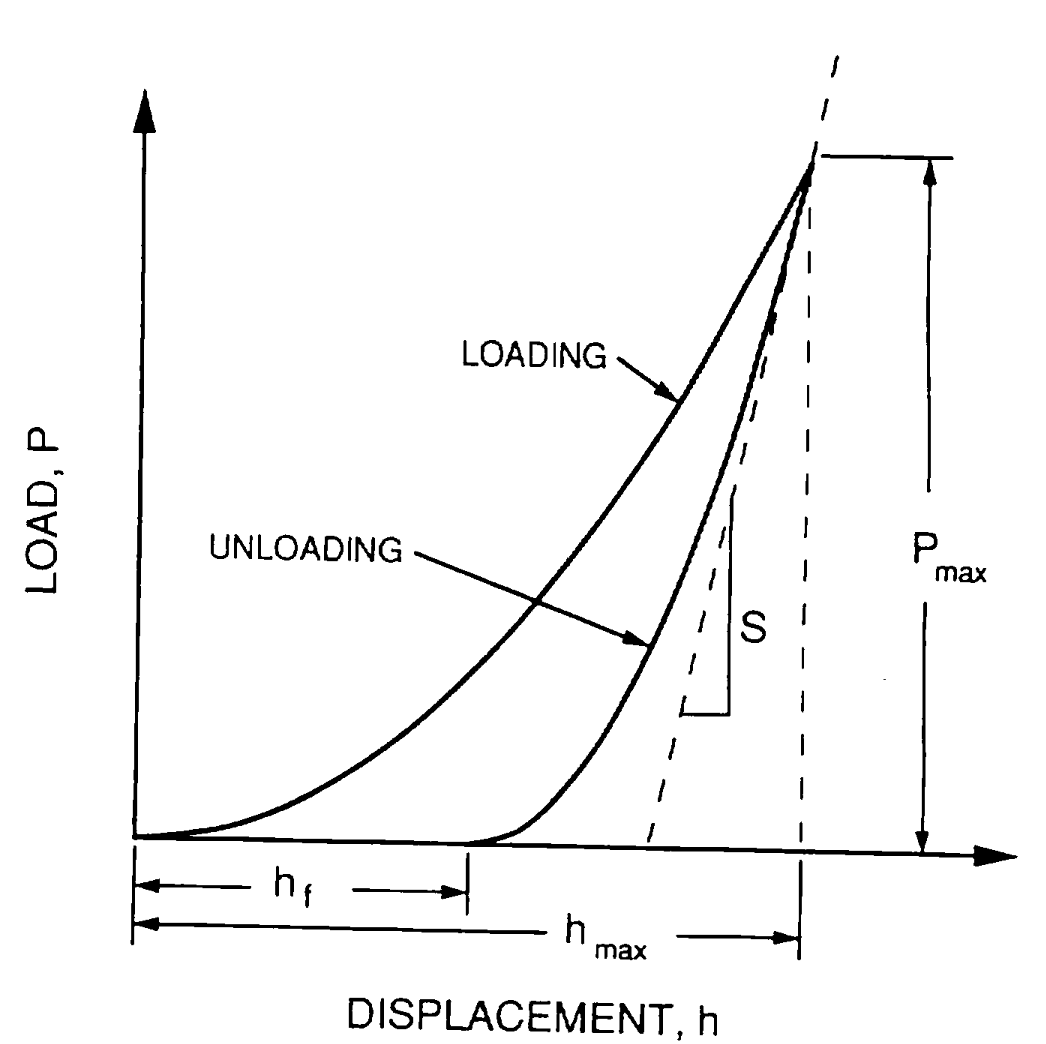 LOADING
LOAD, P
UNLOADING
P max
S
h f
h max
DISPLACEMENT, h